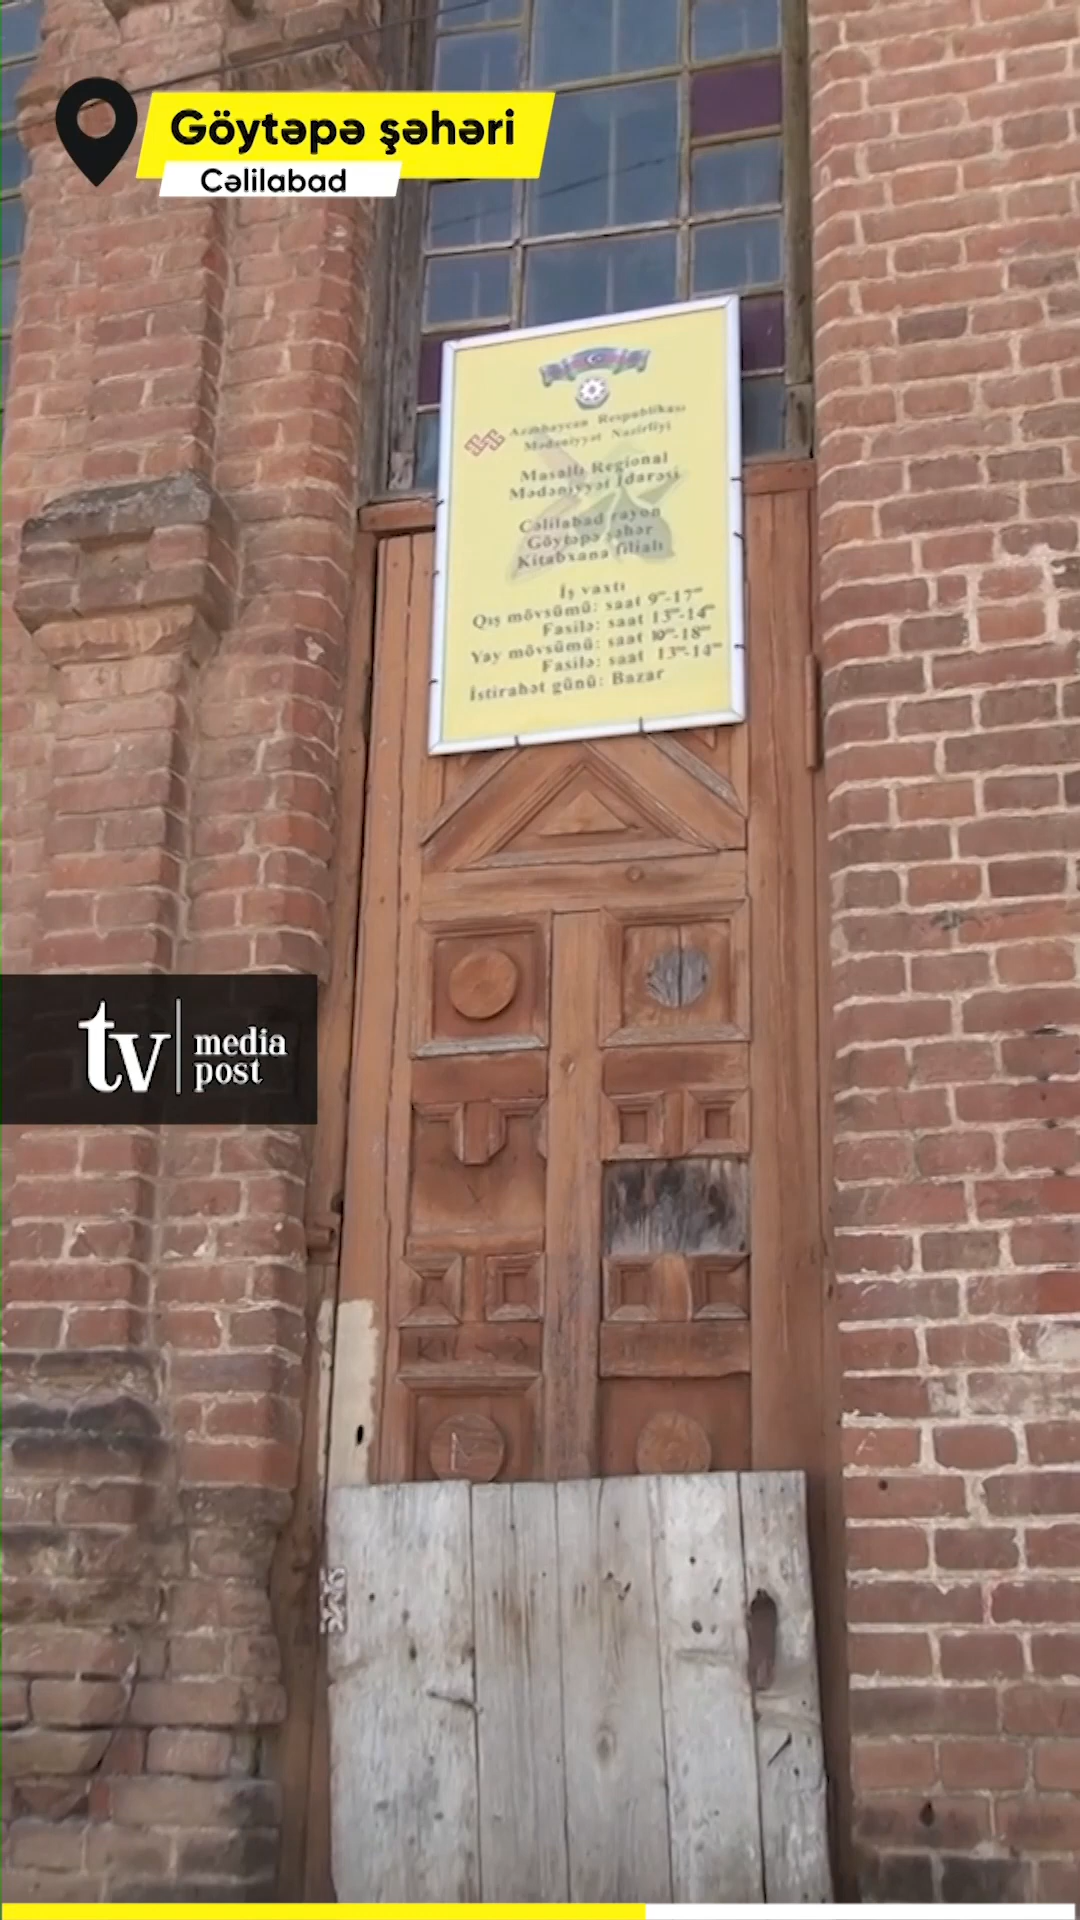 Göytəpə şəhəri
Cəlilabad
Azərbaycan Respublikası
Mədəniyyət Nazirliyi
Masallı Regional
Mədəniyyət İdarəsi
Cəlilabad rayon
Göytəpə şəhər
Kitabxana filialı
İş vaxtı
Qış mövsümü: saat 9⁰⁰-17⁰⁰
Fasilə: saat 13⁰⁰-14⁰⁰
Yay mövsümü: saat 10⁰⁰-18⁰⁰
Fasilə: saat 13⁰⁰-14⁰⁰
İstirahət günü: Bazar
tv media
post